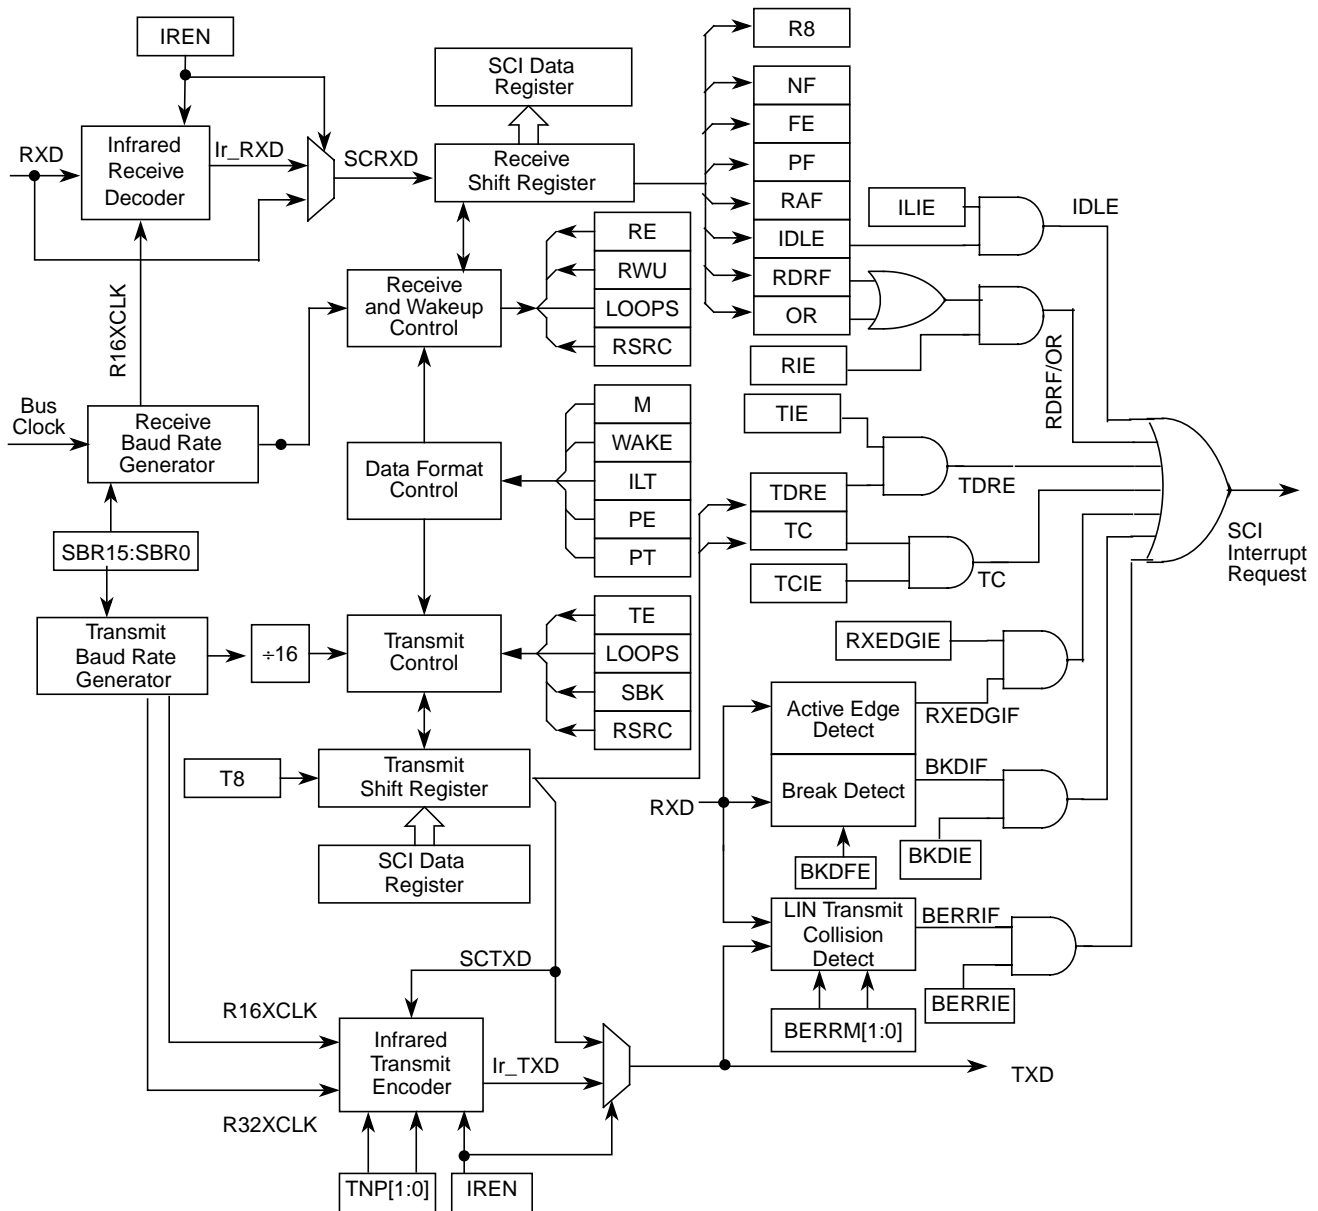 IREN
R8
SCI Data
Register
NF
FE
PF
RAF
IDLE
RDRF
OR
RXD
Infrared
Receive
Decoder
Ir_RXD
SCRXD
Receive
Shift Register
ILIE
IDLE
RE
RWU
LOOPS
RSRC
Receive
and Wakeup
Control
R16XCLK
RIE
RDRF/OR
Bus
Clock
Receive
Baud Rate
Generator
M
WAKE
ILT
PE
PT
Data Format
Control
TIE
TDRE
TC
TDRE
TCIE
TC
SCI
Interrupt
Request
SBR15:SBR0
Transmit
Baud Rate
Generator
÷16
Transmit
Control
TE
LOOPS
SBK
RSRC
RXEDGIE
Active Edge
Detect
RXEDGIF
T8
Transmit
Shift Register
RXD
Break Detect
BKDIF
BKDFE
BKDIE
SCI Data
Register
LIN Transmit
Collision
Detect
BERRIF
BERRIE
BERRM[1:0]
SCTXD
R16XCLK
Infrared
Transmit
Encoder
Ir_TXD
R32XCLK
TXD
TNP[1:0]
IREN